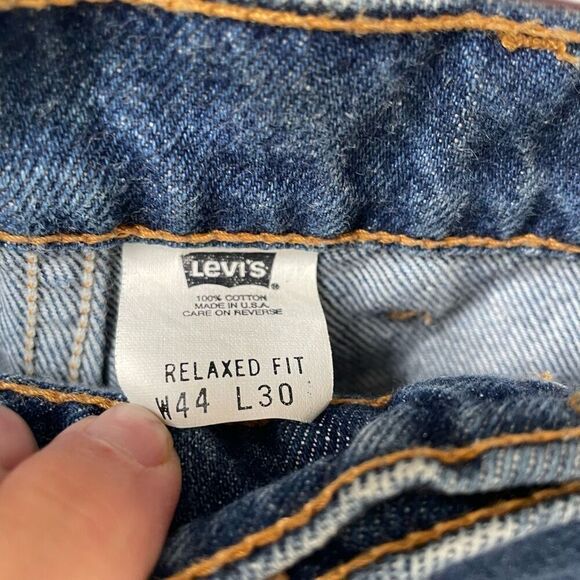 Levi's ®
100% COTTON
MADE IN U.S.A.
CARE ON REVERSE
RELAXED FIT
W44 L30